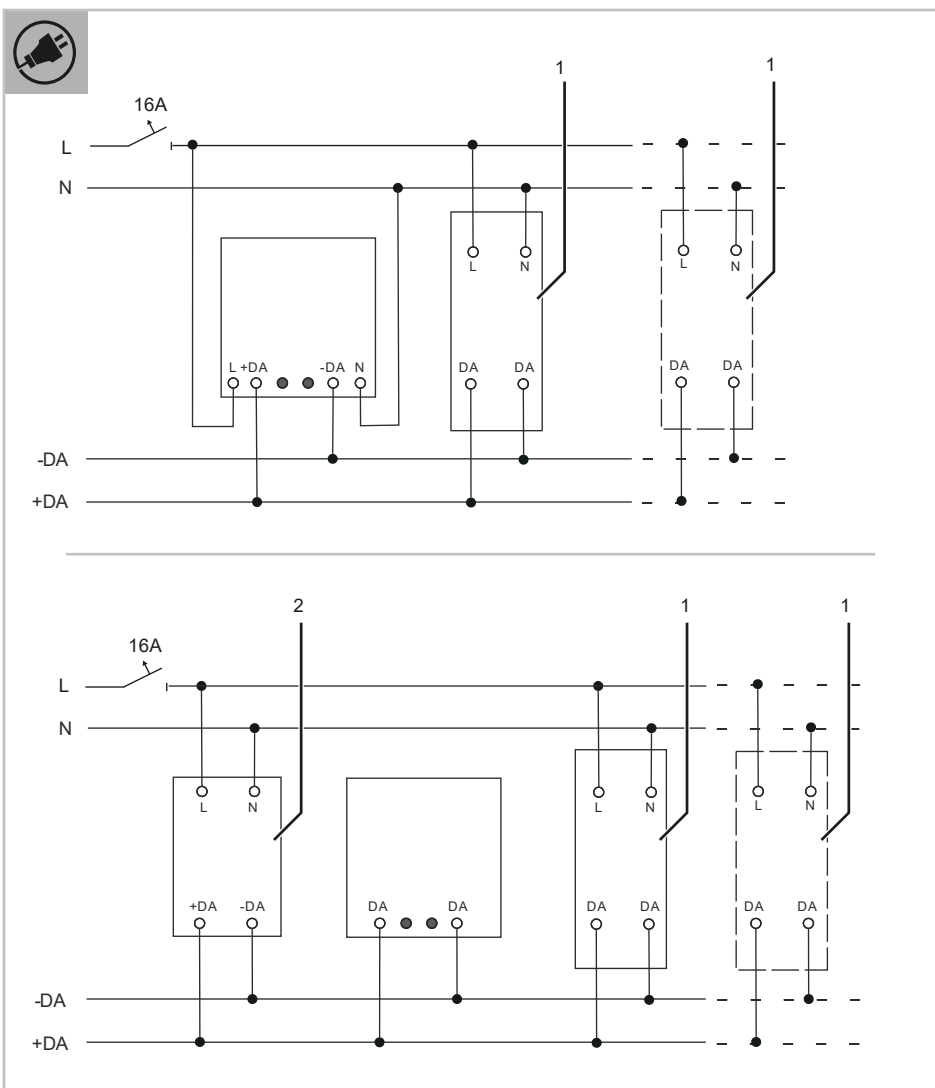 1 1
16A
L
N
L N L N
L +DA -DA N DA DA DA DA
-DA
+DA
2 1 1
16A
L
N
L N L N L N
+DA -DA DA DA DA DA DA DA
-DA
+DA